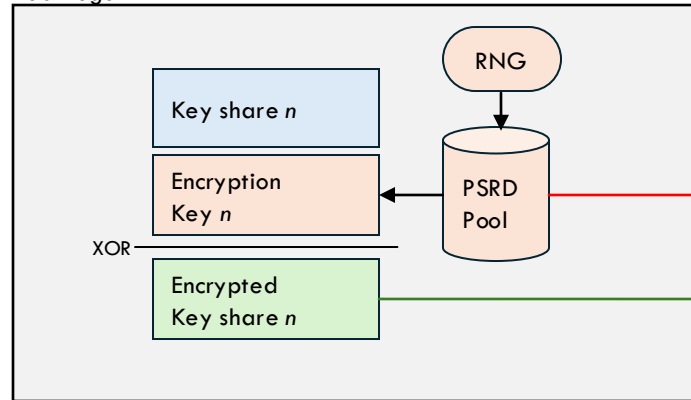 RNG
Key share n
Encryption
Key n
PSRD
Pool
XOR
Encrypted
Key share n